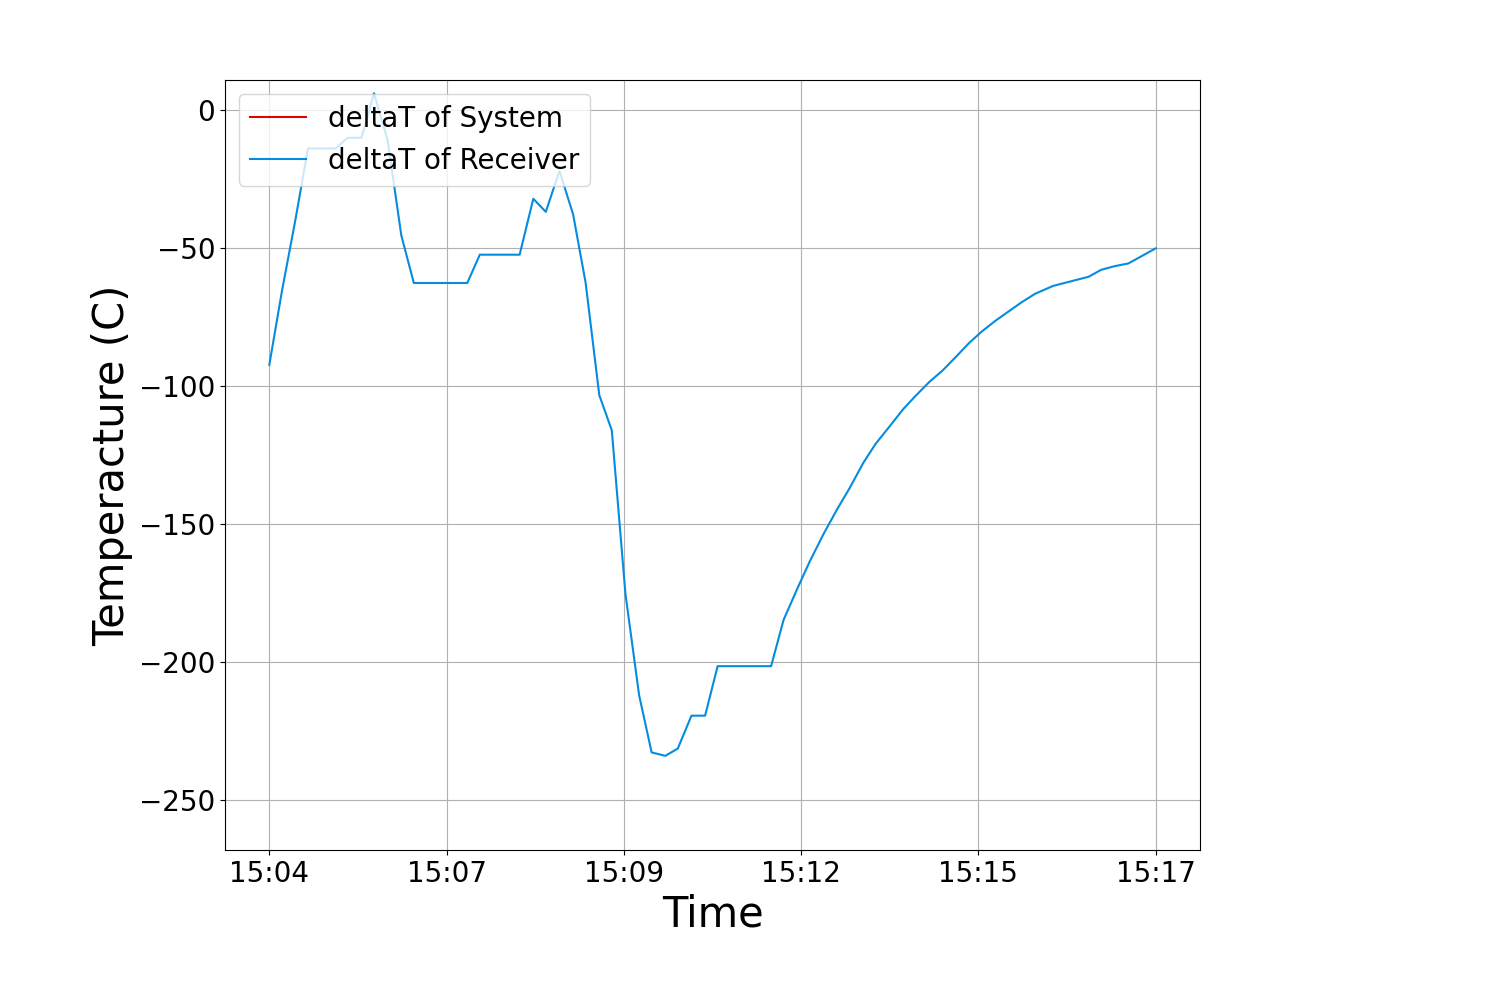 deltaT of System
deltaT of Receiver
0
−50
−100
−150
−200
−250
Temperacture (C)
15:04 15:07 15:09 15:12 15:15 15:17
Time